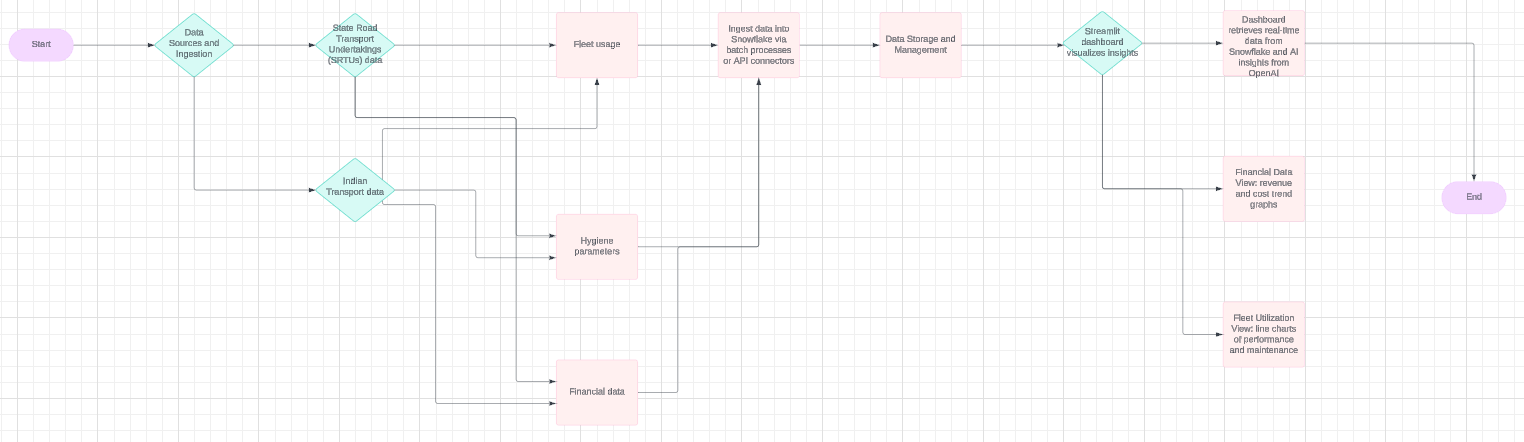 Start
Data
Sources and
Ingestion
State Road
Transport
Undertakings
(SRTUs) data
Fleet usage
Ingest data into
Snowflake via
batch processes
or API connectors
Data Storage and
Management
Streamlit
dashboard
visualizes insights
Dashboard
retrieves real-time
data from
Snowflake and AI
insights from
OpenAI
Indian
Transport data
Financial Data
View: revenue
and cost trend
graphs
End
Hygiene
parameters
Fleet Utilization
View: line charts
of performance
and maintenance
Financial data